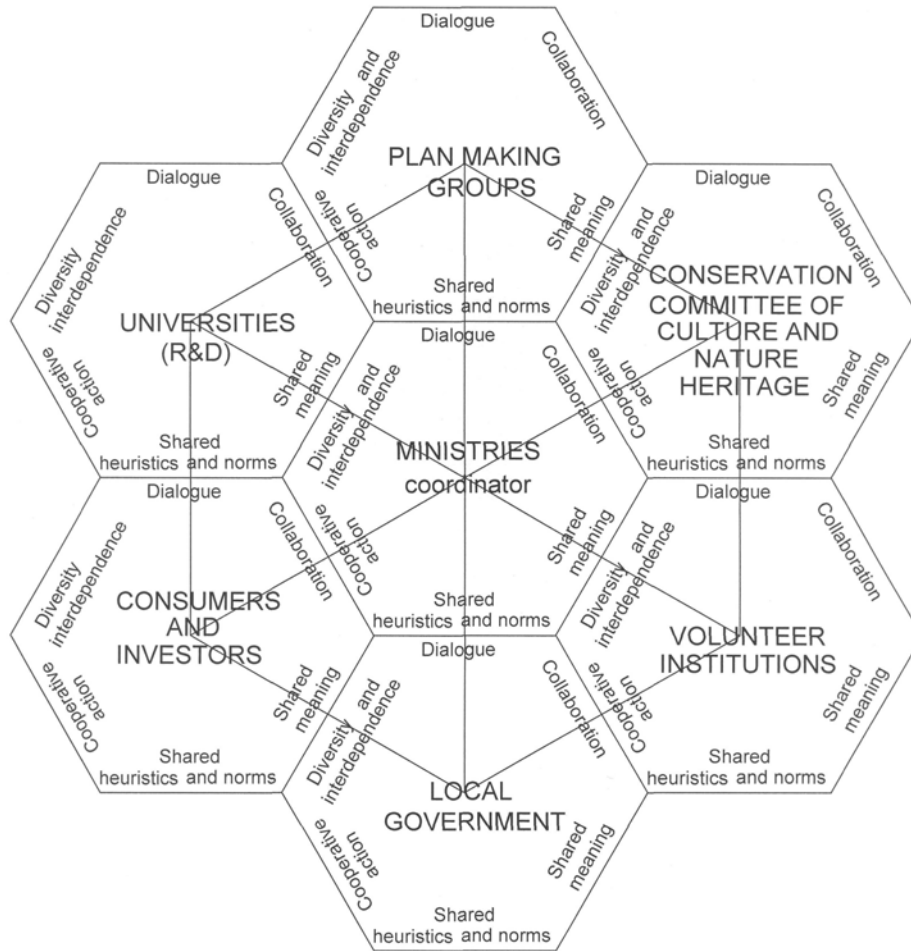 Dialogue
Diversity and
interdependence
Collaboration
PLAN MAKING
GROUPS
Cooperative
action
Shared
meaning
Shared
heuristics and norms
Dialogue
Diversity
interdependence
Collaboration
UNIVERSITIES
(R&D)
Cooperative
action
Shared
meaning
Shared
heuristics and norms
Dialogue
Diversity and
interdependence
Collaboration
CONSERVATION
COMMITTEE OF
CULTURE AND
NATURE
HERITAGE
Cooperative
action
Shared
meaning
Shared
heuristics and norms
Dialogue
Diversity and
interdependence
Collaboration
MINISTRIES
coordinator
Cooperative
action
Shared
meaning
Shared
heuristics and norms
Dialogue
Diversity
interdependence
Collaboration
CONSUMERS
AND
INVESTORS
Cooperative
action
Shared
meaning
Shared
heuristics and norms
Dialogue
Diversity and
interdependence
Collaboration
VOLUNTEER
INSTITUTIONS
Cooperative
action
Shared
meaning
Shared
heuristics and norms
Dialogue
Diversity and
interdependence
Collaboration
LOCAL
GOVERNMENT
Cooperative
action
Shared
meaning
Shared
heuristics and norms